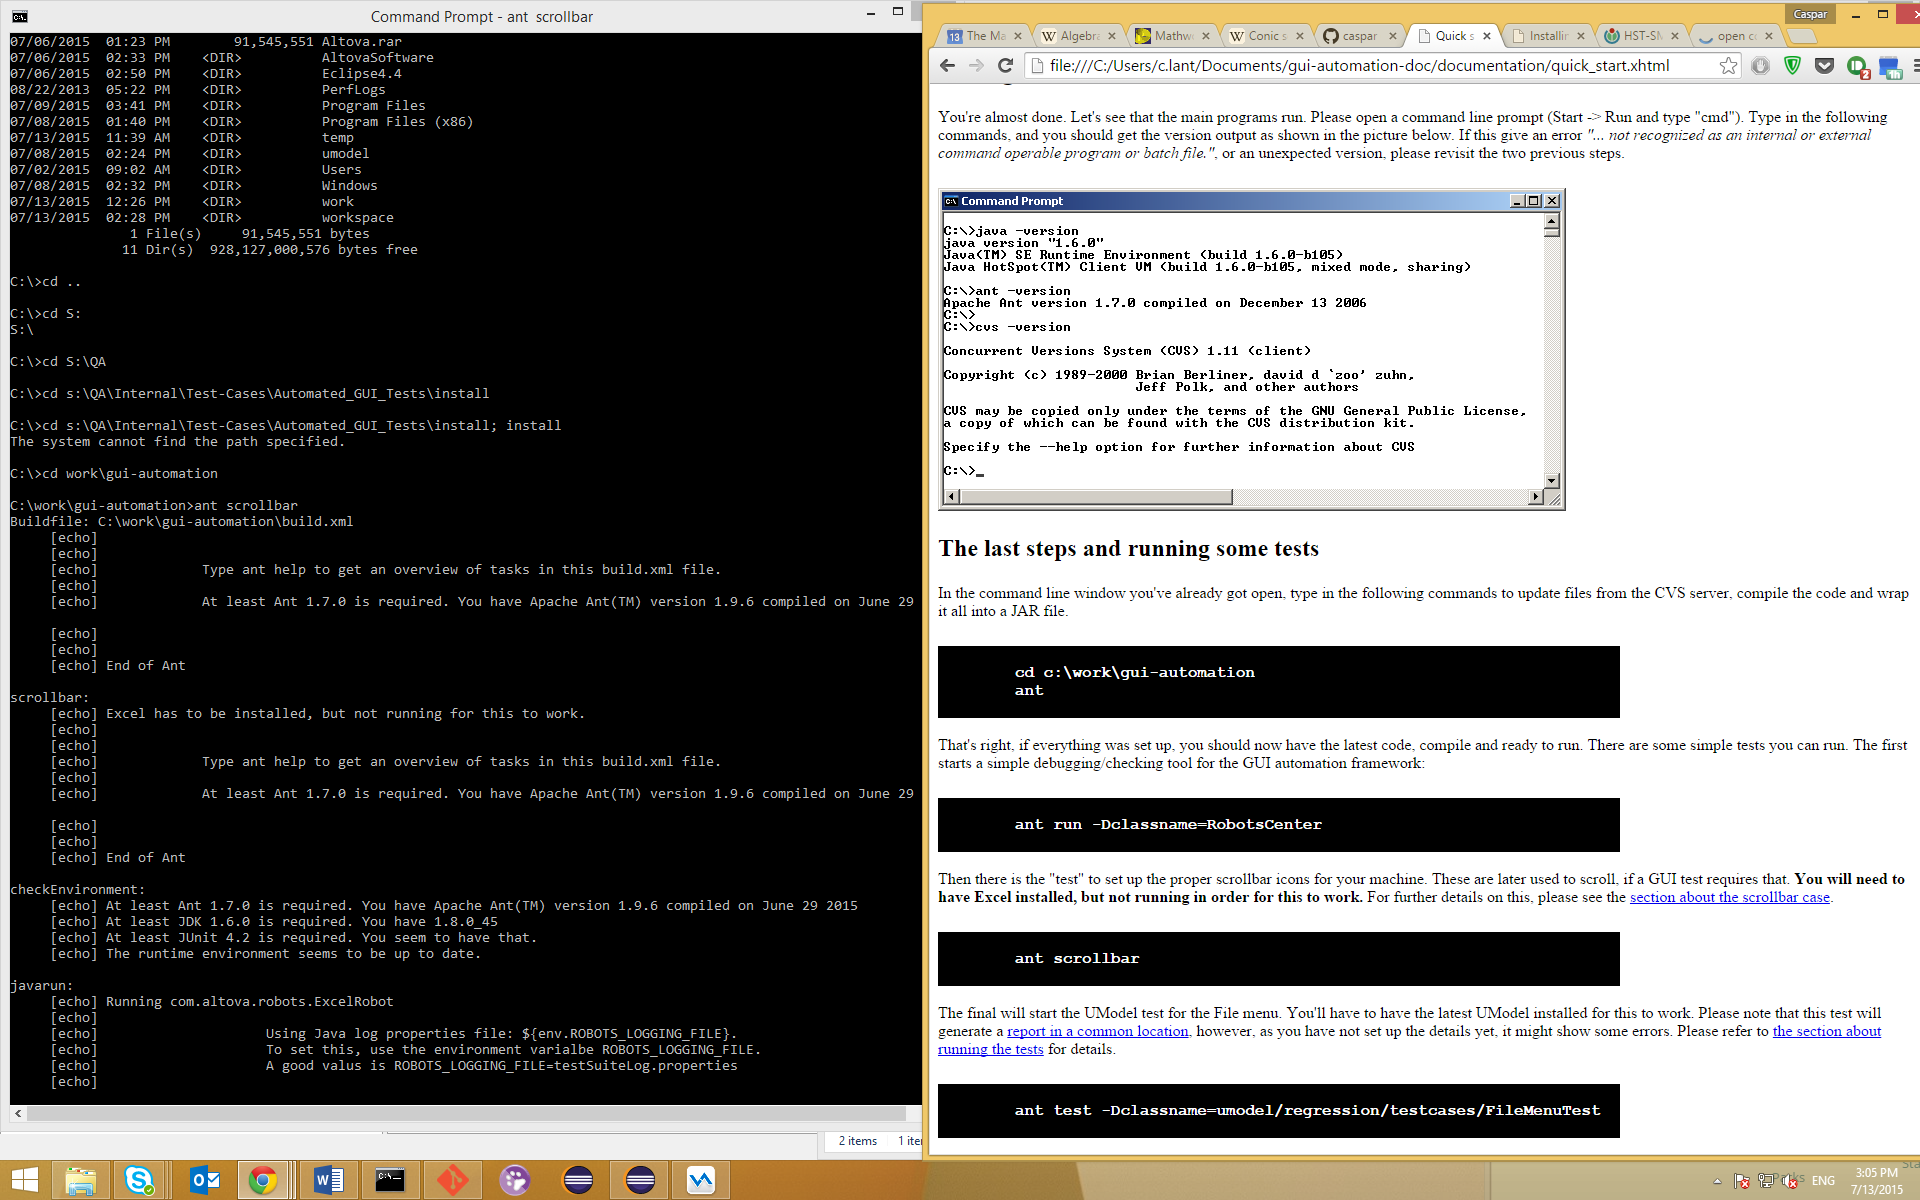 Command Prompt - ant  scrollbar
07/06/2015  01:23 PM        91,545,551 Altova.rar
07/06/2015  02:33 PM    <DIR>          AltovaSoftware
07/06/2015  02:50 PM    <DIR>          Eclipse4.4
08/22/2013  05:22 PM    <DIR>          PerfLogs
07/09/2015  03:41 PM    <DIR>          Program Files
07/08/2015  01:40 PM    <DIR>          Program Files (x86)
07/13/2015  11:39 AM    <DIR>          temp
07/08/2015  02:24 PM    <DIR>          umodel
07/02/2015  09:02 AM    <DIR>          Users
07/08/2015  02:32 PM    <DIR>          Windows
07/13/2015  12:26 PM    <DIR>          work
07/13/2015  02:28 PM    <DIR>          workspace
1 File(s)     91,545,551 bytes
11 Dir(s)  928,127,000,576 bytes free
C:\>cd ..
C:\>cd S:
S:\
C:\>cd S:\QA
C:\>cd s:\QA\Internal\Test-Cases\Automated_GUI_Tests\install
C:\>cd s:\QA\Internal\Test-Cases\Automated_GUI_Tests\install; install
The system cannot find the path specified.
C:\>cd work\gui-automation
C:\work\gui-automation>ant scrollbar
Buildfile: C:\work\gui-automation\build.xml
[echo]
[echo]
[echo]             Type ant help to get an overview of tasks in this build.xml file.
[echo]
[echo]             At least Ant 1.7.0 is required. You have Apache Ant(TM) version 1.9.6 compiled on June 29
[echo]
[echo]
[echo] End of Ant
scrollbar:
[echo] Excel has to be installed, but not running for this to work.
[echo]
[echo]
[echo]             Type ant help to get an overview of tasks in this build.xml file.
[echo]
[echo]             At least Ant 1.7.0 is required. You have Apache Ant(TM) version 1.9.6 compiled on June 29
[echo]
[echo]
[echo] End of Ant
checkEnvironment:
[echo] At least Ant 1.7.0 is required. You have Apache Ant(TM) version 1.9.6 compiled on June 29 2015
[echo] At least JDK 1.6.0 is required. You have 1.8.0_45
[echo] At least JUnit 4.2 is required. You seem to have that.
[echo] The runtime environment seems to be up to date.
javarun:
[echo] Running com.altova.robots.ExcelRobot
[echo]
[echo]                     Using Java log properties file: ${env.ROBOTS_LOGGING_FILE}.
[echo]                     To set this, use the environment varialbe ROBOTS_LOGGING_FILE.
[echo]                     A good valus is ROBOTS_LOGGING_FILE=testSuiteLog.properties
[echo]
2 items   1 iter
Caspar
13 The Ma
W Algebr
Mathw
W Conic s
caspar
Quick s
Installin
HST-SM
open co
file:///C:/Users/c.lant/Documents/gui-automation-doc/documentation/quick_start.xhtml
2
1h
You're almost done. Let's see that the main programs run. Please open a command line prompt (Start -> Run and type "cmd"). Type in the following
commands, and you should get the version output as shown in the picture below. If this give an error "... not recognized as an internal or external
command operable program or batch file.", or an unexpected version, please revisit the two previous steps.
Command Prompt
C:\>java -version
java version "1.6.0"
Java(TM) SE Runtime Environment (build 1.6.0-b105)
Java HotSpot(TM) Client VM (build 1.6.0-b105, mixed mode, sharing)
C:\>ant -version
Apache Ant version 1.7.0 compiled on December 13 2006
C:\>
C:\>cvs -version
Concurrent Versions System (CVS) 1.11 (client)
Copyright (c) 1989-2000 Brian Berliner, david d `zoo' zuhn,
Jeff Polk, and other authors
CVS may be copied only under the terms of the GNU General Public License,
a copy of which can be found with the CVS distribution kit.
Specify the --help option for further information about CVS
C:\>_
The last steps and running some tests
In the command line window you've already got open, type in the following commands to update files from the CVS server, compile the code and wrap
it all into a JAR file.
cd c:\work\gui-automation
ant
That's right, if everything was set up, you should now have the latest code, compile and ready to run. There are some simple tests you can run. The first
starts a simple debugging/checking tool for the GUI automation framework:
ant run -Dclassname=RobotsCenter
Then there is the "test" to set up the proper scrollbar icons for your machine. These are later used to scroll, if a GUI test requires that. You will need to
have Excel installed, but not running in order for this to work. For further details on this, please see the section about the scrollbar case.
ant scrollbar
The final will start the UModel test for the File menu. You'll have to have the latest UModel installed for this to work. Please note that this test will
generate a report in a common location, however, as you have not set up the details yet, it might show some errors. Please refer to the section about
running the tests for details.
ant test -Dclassname=umodel/regression/testcases/FileMenuTest
ENG
3:05 PM
7/13/2015